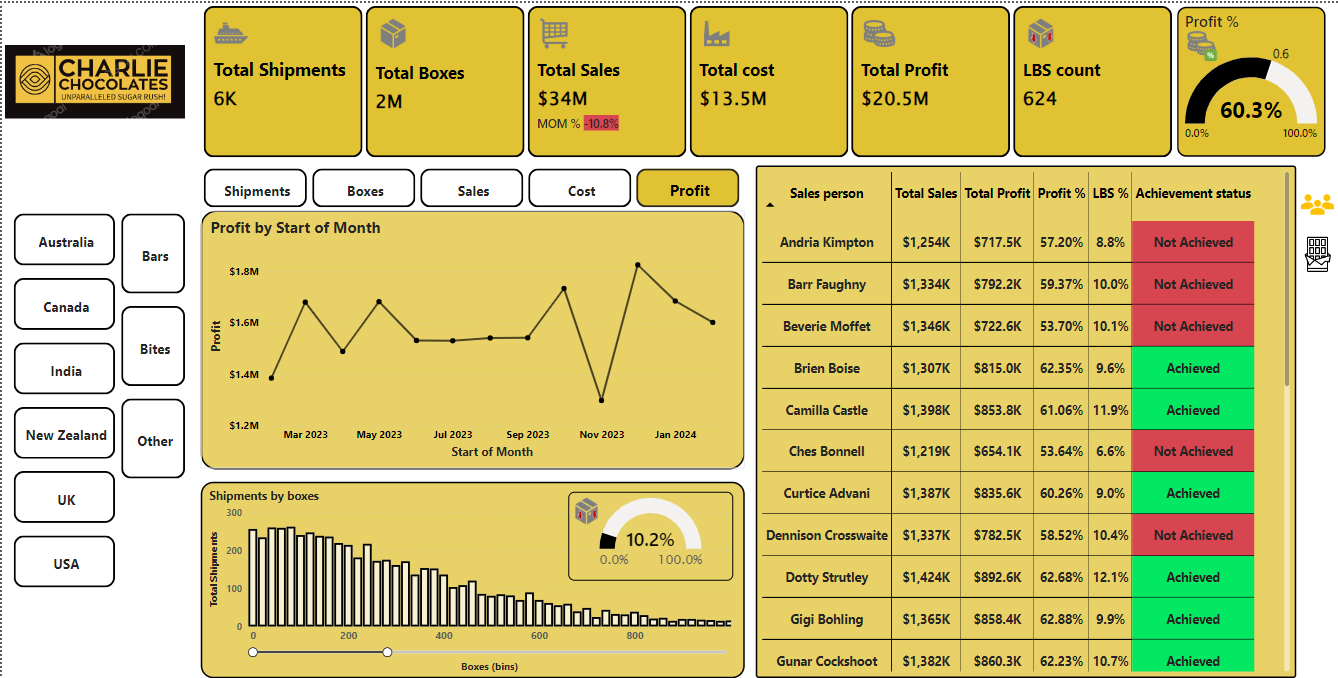 CHARLIE
CHOCOLATES
UNPARALLELED SUGAR RUSH!
Total Shipments
6K
Total Boxes
2M
Total Sales
$34M
MOM % -10.8%
Total cost
$13.5M
Total Profit
$20.5M
LBS count
624
Profit %
%
0.6
60.3%
0.0% 100.0%
Australia
Canada
India
New Zealand
UK
USA
Bars
Bites
Other
Shipments Boxes Sales Cost Profit
Profit by Start of Month
Profit
$1.8M
$1.6M
$1.4M
$1.2M
Mar 2023 May 2023 Jul 2023 Sep 2023 Nov 2023 Jan 2024
Start of Month
Shipments by boxes
Total Shipments
300
200
100
0
0 200 400 600 800
Boxes (bins)
10.2%
0.0% 100.0%
Sales person Total Sales Total Profit Profit % LBS % Achievement status
Andria Kimpton $1,254K $717.5K 57.20% 8.8% Not Achieved
Barr Faughny $1,334K $792.2K 59.37% 10.0% Not Achieved
Beverie Moffet $1,346K $722.6K 53.70% 10.1% Not Achieved
Brien Boise $1,307K $815.0K 62.35% 9.6% Achieved
Camilla Castle $1,398K $853.8K 61.06% 11.9% Achieved
Ches Bonnell $1,219K $654.1K 53.64% 6.6% Not Achieved
Curtice Advani $1,387K $835.6K 60.26% 9.0% Achieved
Dennison Crosswaite $1,337K $782.5K 58.52% 10.4% Not Achieved
Dotty Strutley $1,424K $892.6K 62.68% 12.1% Achieved
Gigi Bohling $1,365K $858.4K 62.88% 9.9% Achieved
Gunar Cockshoot $1,382K $860.3K 62.23% 10.7% Achieved